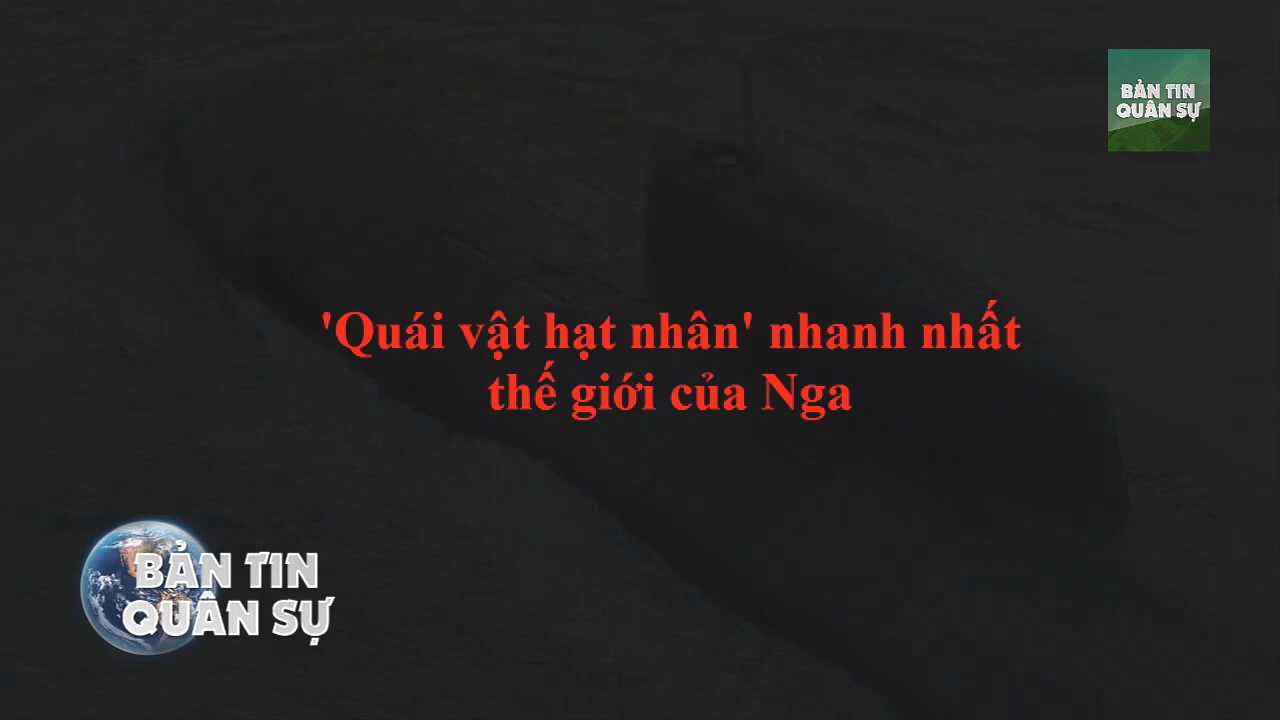 BẢN TIN
QUÂN SỰ
'Quái vật hạt nhân' nhanh nhất
thế giới của Nga
BẢN TIN
QUÂN SỰ